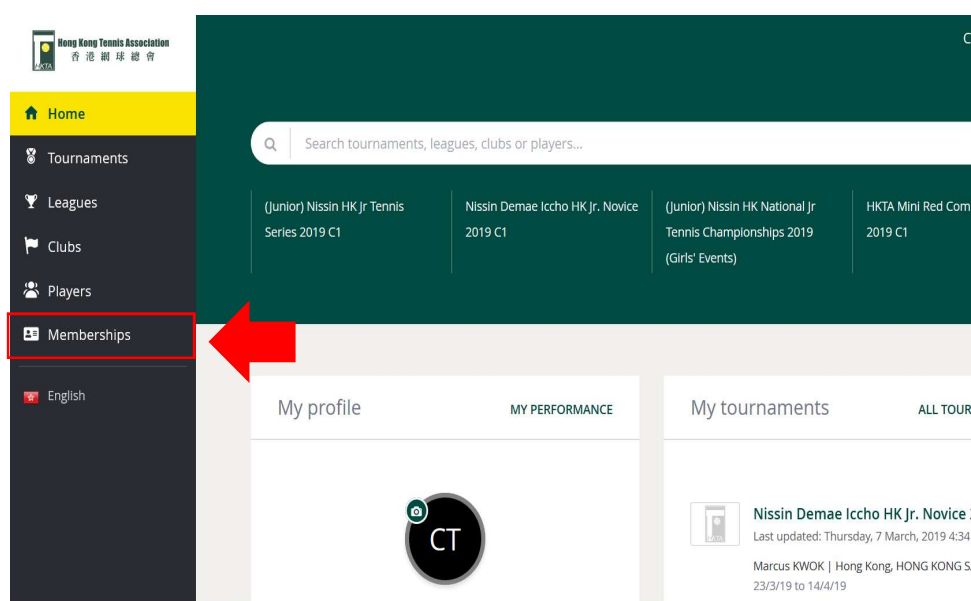 Hong Kong Tennis Association
香港網球總會
HKTA
C
Home
Tournaments
Leagues
Clubs
Players
Memberships
English
Search tournaments, leagues, clubs or players...
(Junior) Nissin HK Jr Tennis
Series 2019 C1
Nissin Demae Iccho HK Jr. Novice
2019 C1
(Junior) Nissin HK National Jr
Tennis Championships 2019
(Girls' Events)
HKTA Mini Red Com
2019 C1
My profile
MY PERFORMANCE
CT
My tournaments
ALL TOUR
HKTA
Nissin Demae Iccho HK Jr. Novice
Last updated: Thursday, 7 March, 2019 4:34
Marcus KWOK | Hong Kong, HONG KONG S
23/3/19 to 14/4/19